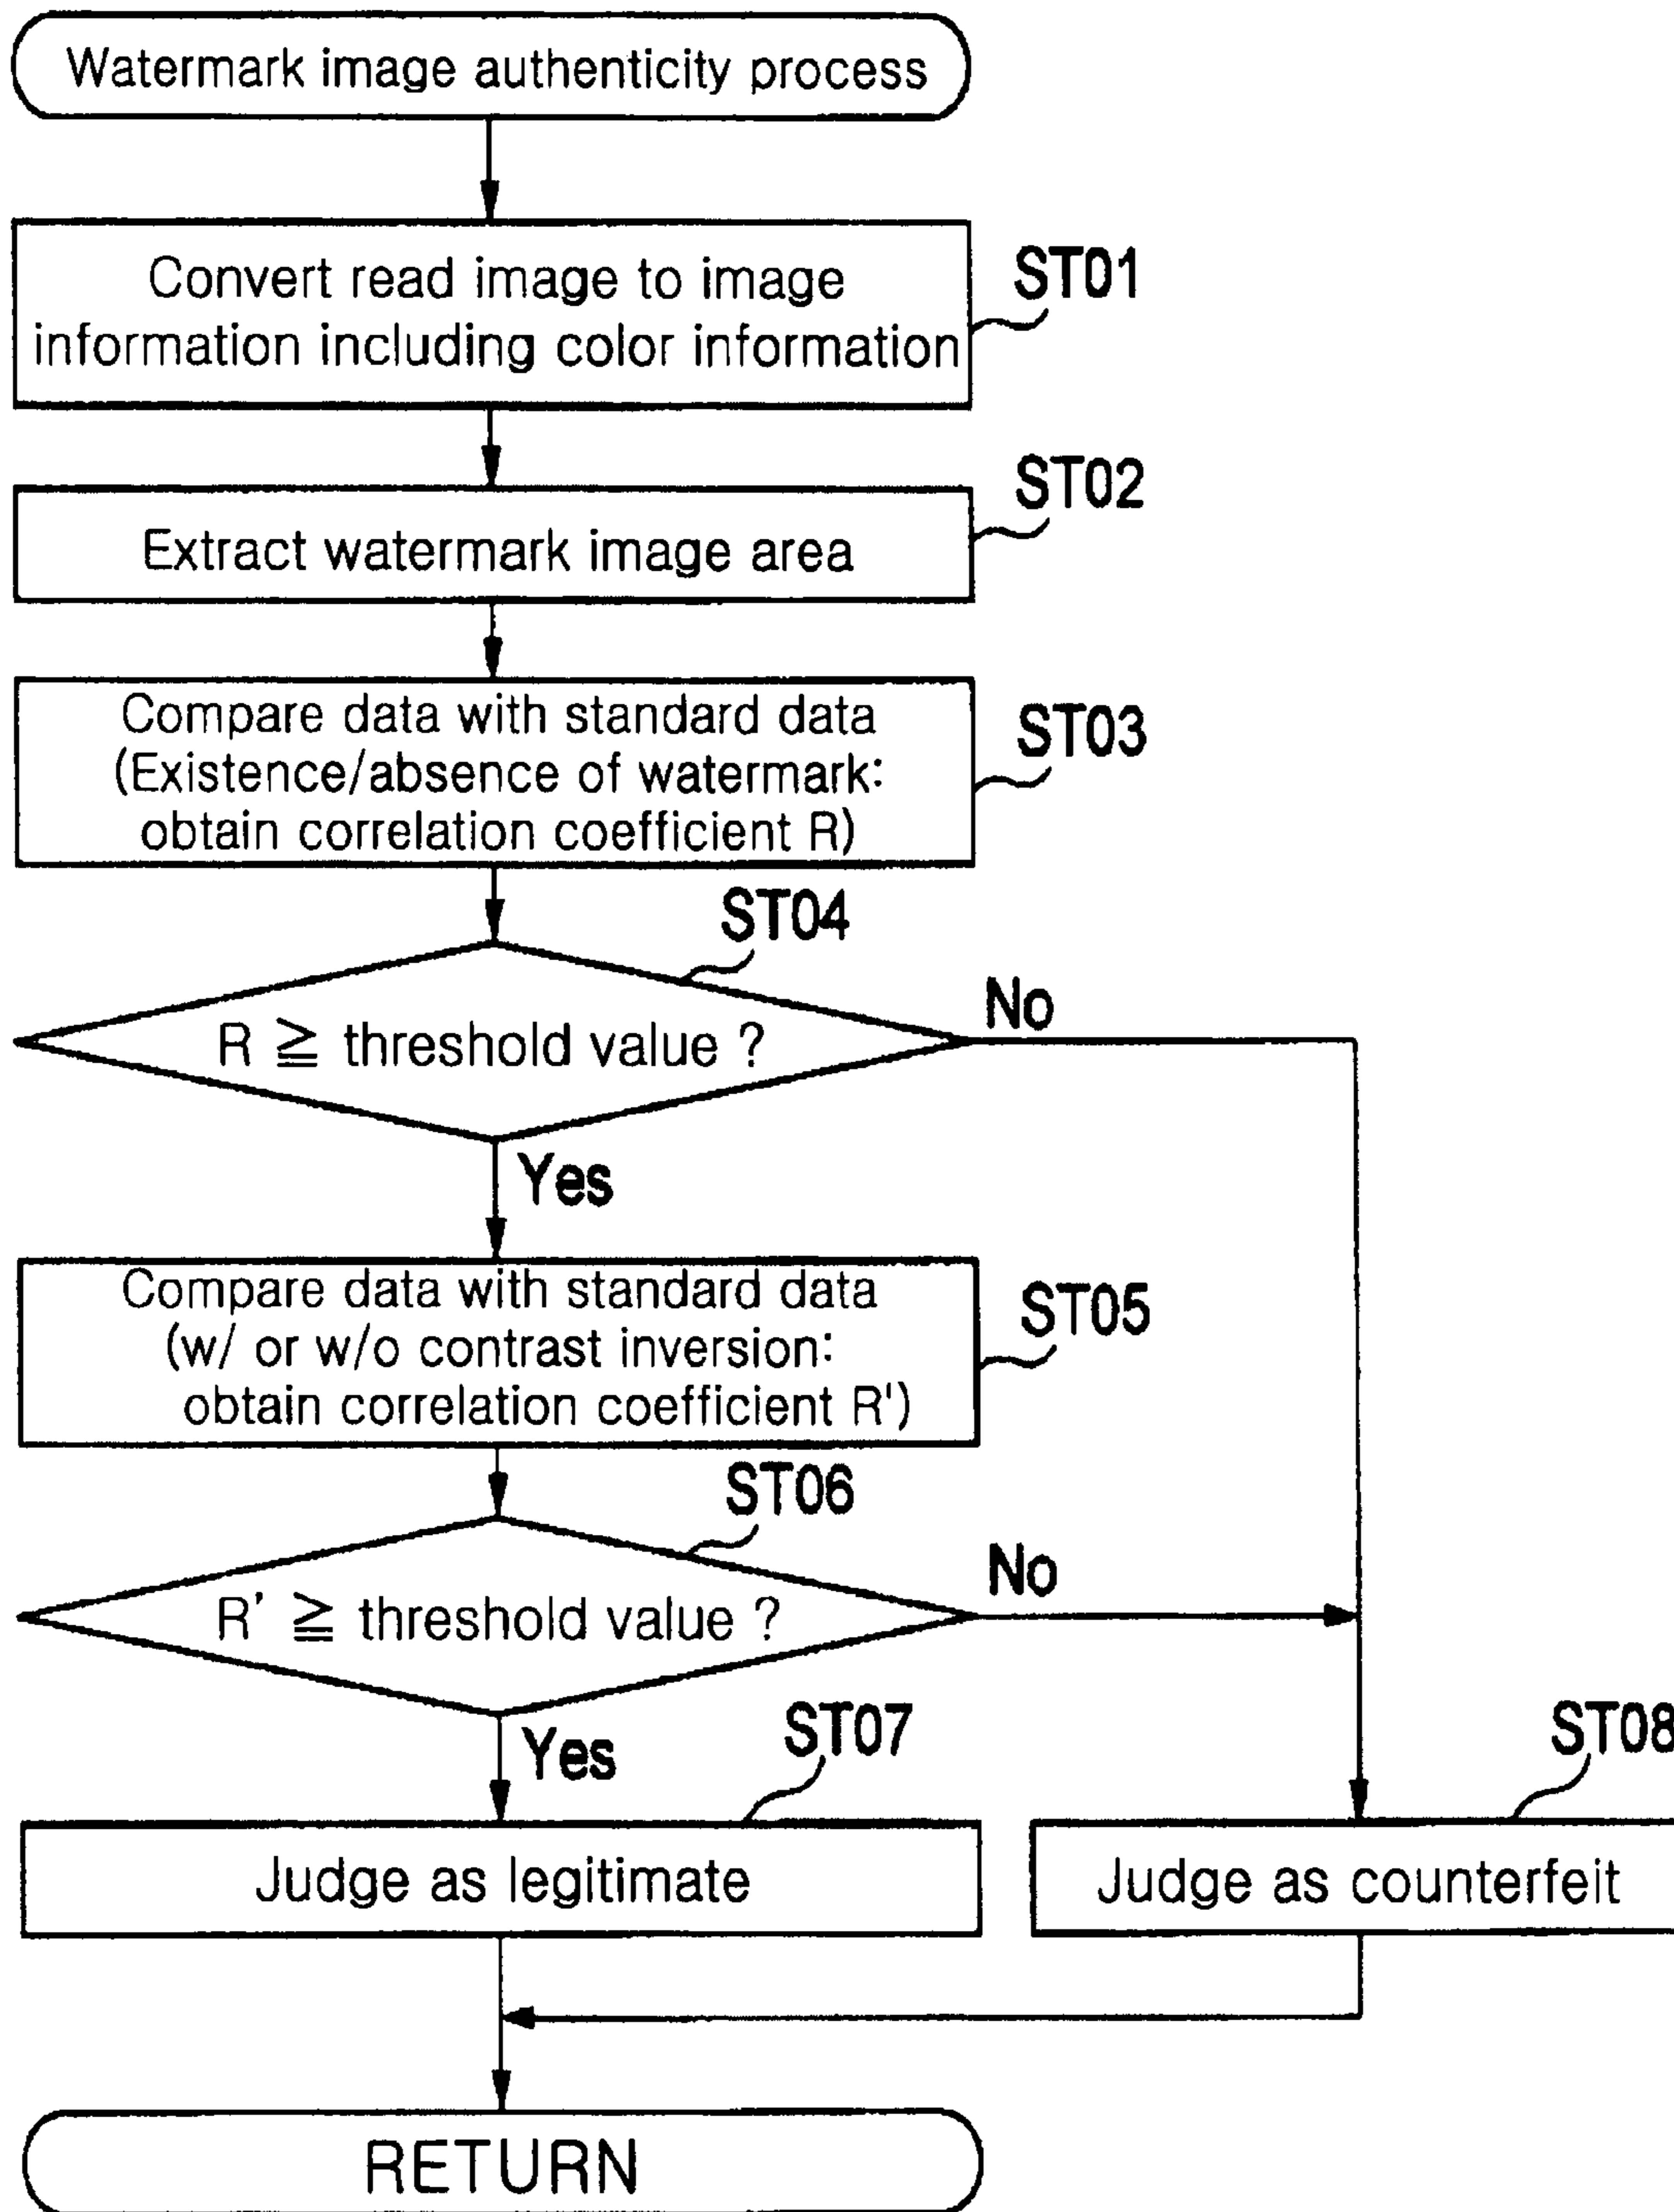 Watermark image authenticity process
Convert read image to image
information including color information
ST01
Extract watermark image area
ST02
Compare data with standard data
(Existence/absence of watermark:
obtain correlation coefficient R)
ST03
ST04
R ≧ threshold value ?
No
Yes
Compare data with standard data
(w/ or w/o contrast inversion:
obtain correlation coefficient R')
ST05
ST06
R' ≧ threshold value ?
No
Yes
ST07
ST08
Judge as legitimate
Judge as counterfeit
RETURN